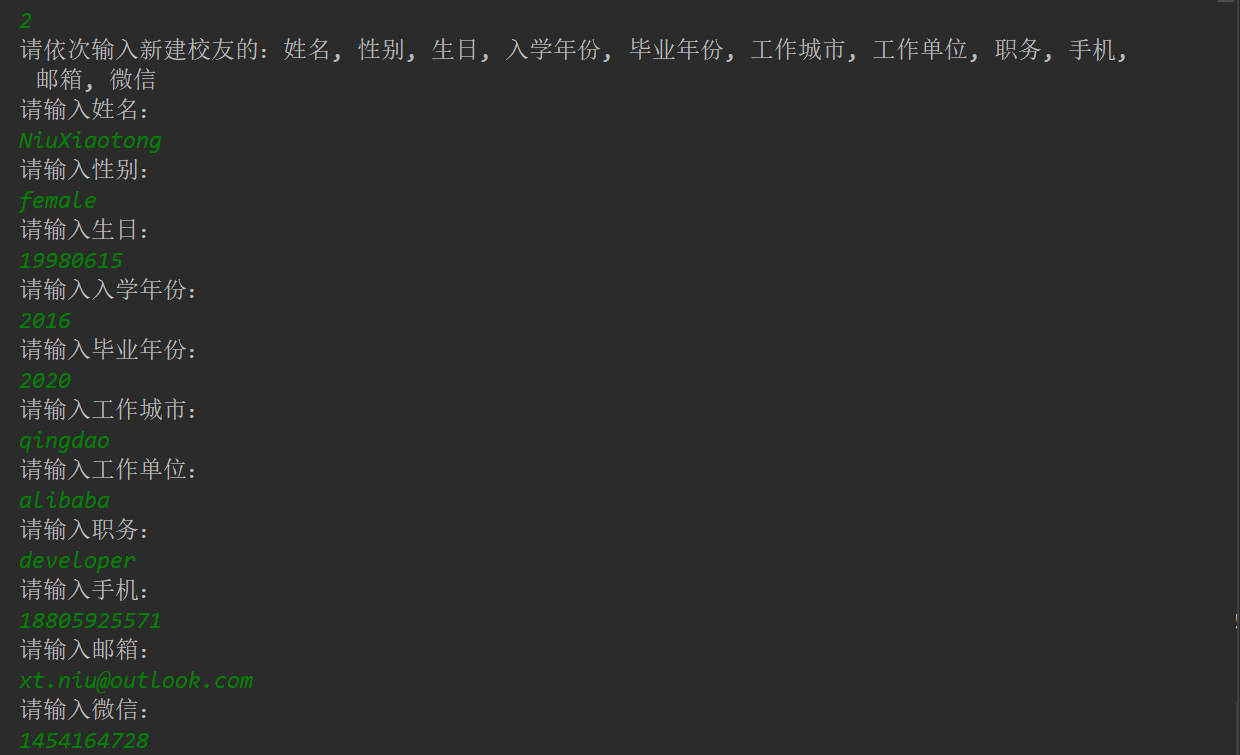 2
请依次输入新建校友的：姓名, 性别, 生日, 入学年份, 毕业年份, 工作城市, 工作单位, 职务, 手机,
邮箱, 微信
请输入姓名：
NiuXiaotong
请输入性别：
female
请输入生日：
19980615
请输入入学年份：
2016
请输入毕业年份：
2020
请输入工作城市：
qingdao
请输入工作单位：
alibaba
请输入职务：
developer
请输入手机：
18805925571
请输入邮箱：
xt.niu@outlook.com
请输入微信：
1454164728